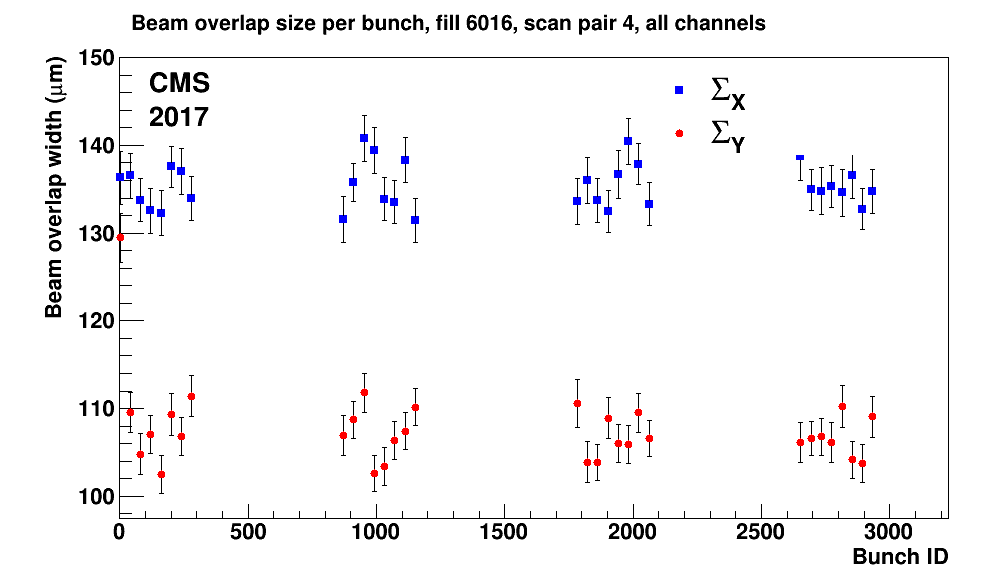 Beam overlap size per bunch, fill 6016, scan pair 4, all channels
Beam overlap width (μm)
150
140
130
120
110
100
CMS
2017
Σ_X
Σ_Y
0 500 1000 1500 2000 2500 3000
Bunch ID